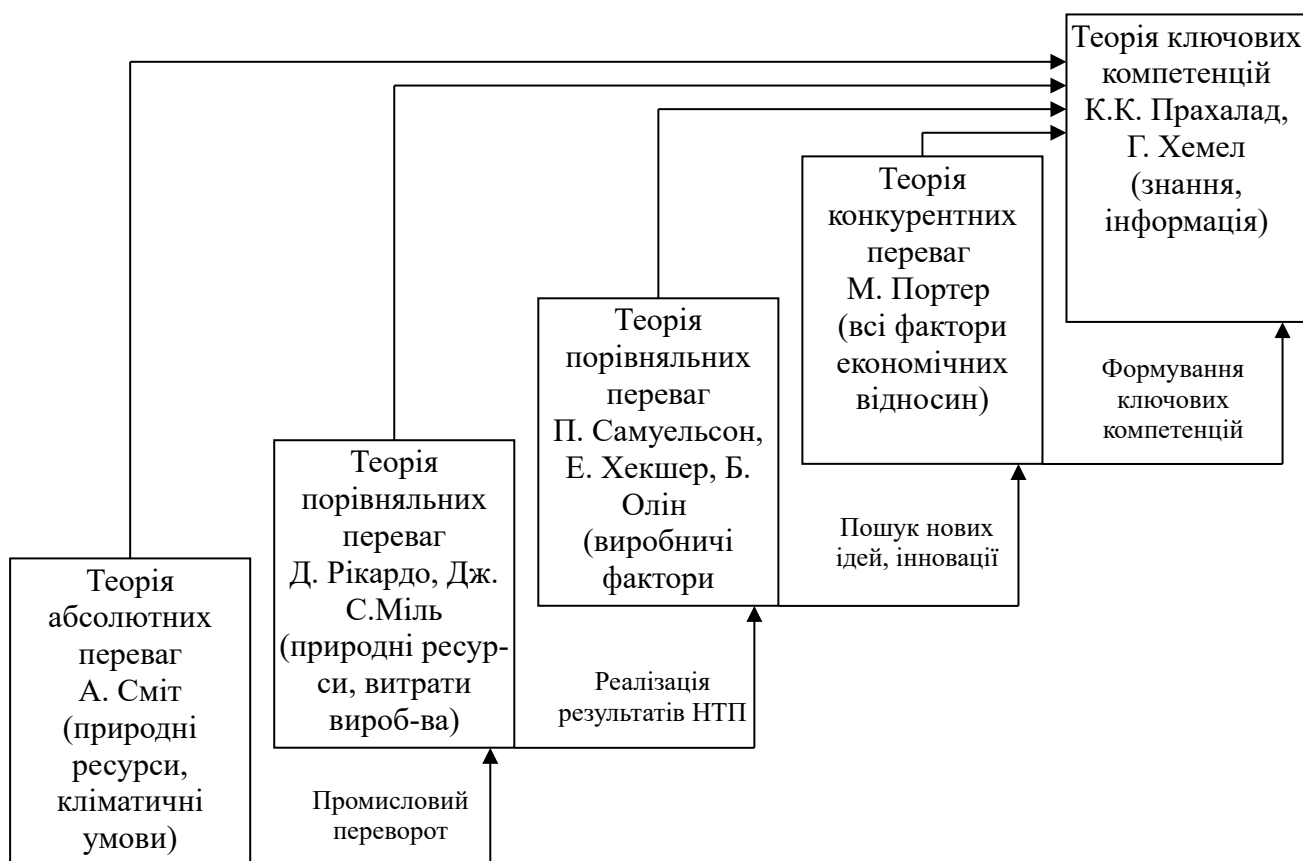 Теорія
абсолютних
переваг
А. Сміт
(природні
ресурси,
кліматичні
умови)
Промисловий
переворот
Теорія
порівняльних
переваг
Д. Рікардо, Дж.
С.Міль
(природні ресур-
си, витрати
вироб-ва)
Реалізація
результатів НТП
Теорія
порівняльних
переваг
П. Самуельсон,
Е. Хекшер, Б.
Олін
(виробничі
фактори
Пошук нових
ідей, інновації
Теорія
конкурентних
переваг
М. Портер
(всі фактори
економічних
відносин)
Формування
ключових
компетенцій
Теорія ключових
компетенцій
К.К. Прахалад,
Г. Хемел
(знання,
інформація)